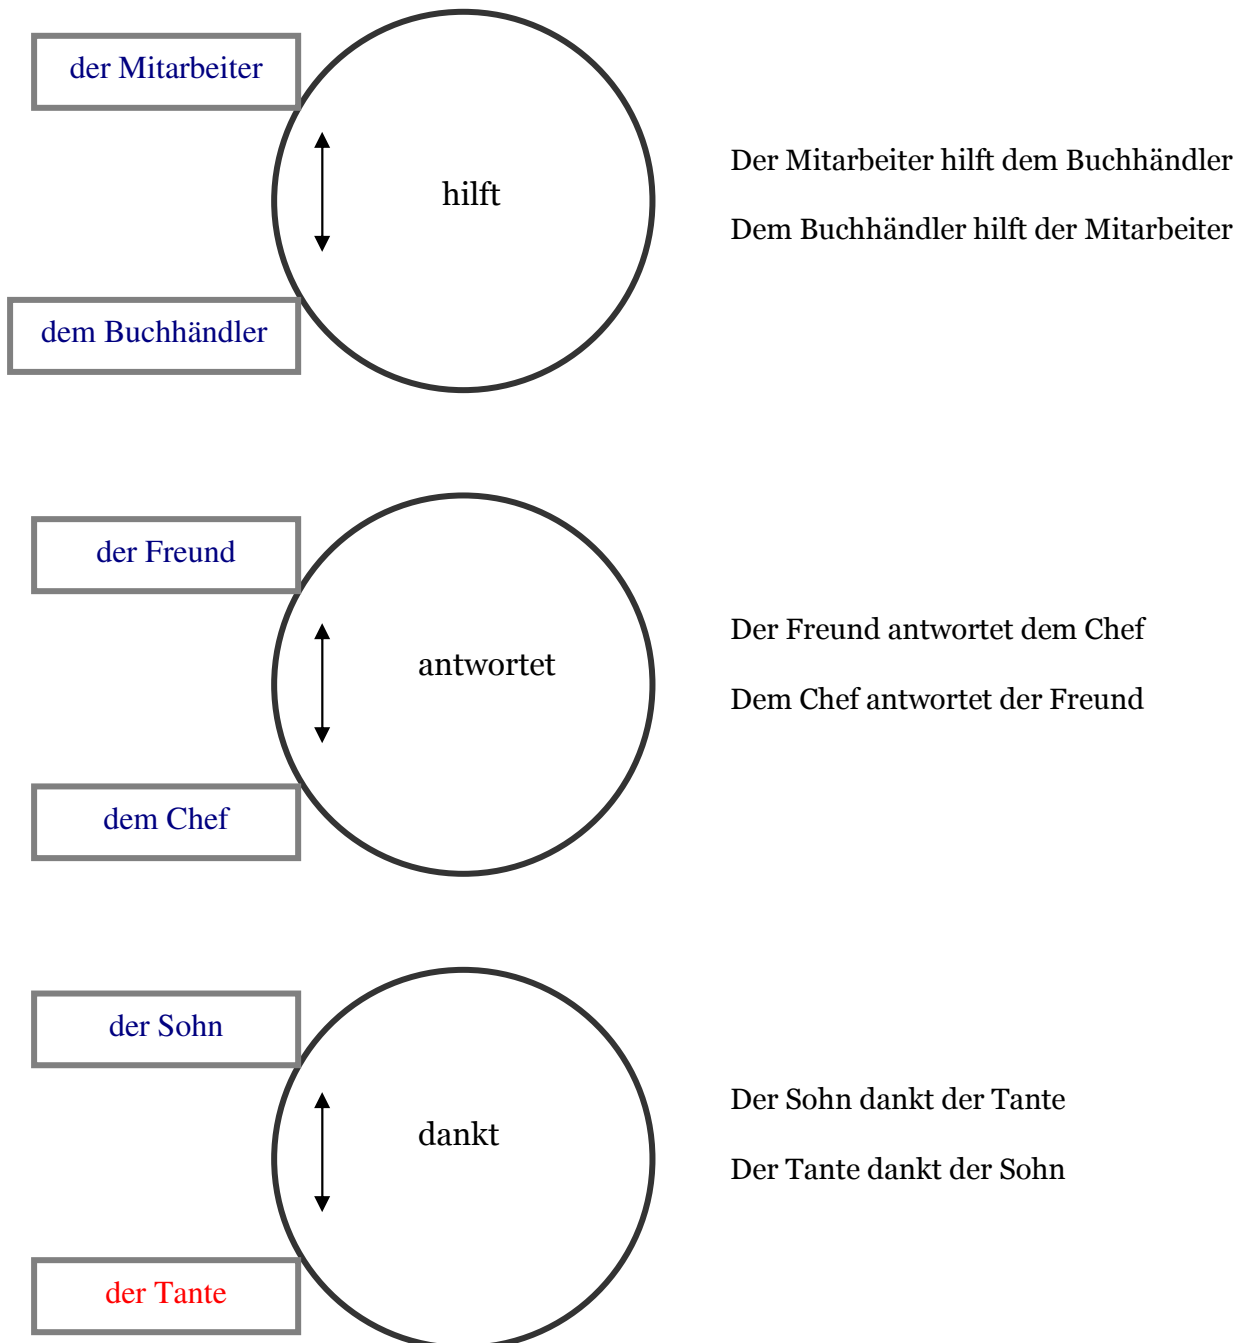 der Mitarbeiter
hilft
dem Buchhändler
Der Mitarbeiter hilft dem Buchhändler
Dem Buchhändler hilft der Mitarbeiter
der Freund
antwortet
dem Chef
Der Freund antwortet dem Chef
Dem Chef antwortet der Freund
der Sohn
dankt
der Tante
Der Sohn dankt der Tante
Der Tante dankt der Sohn